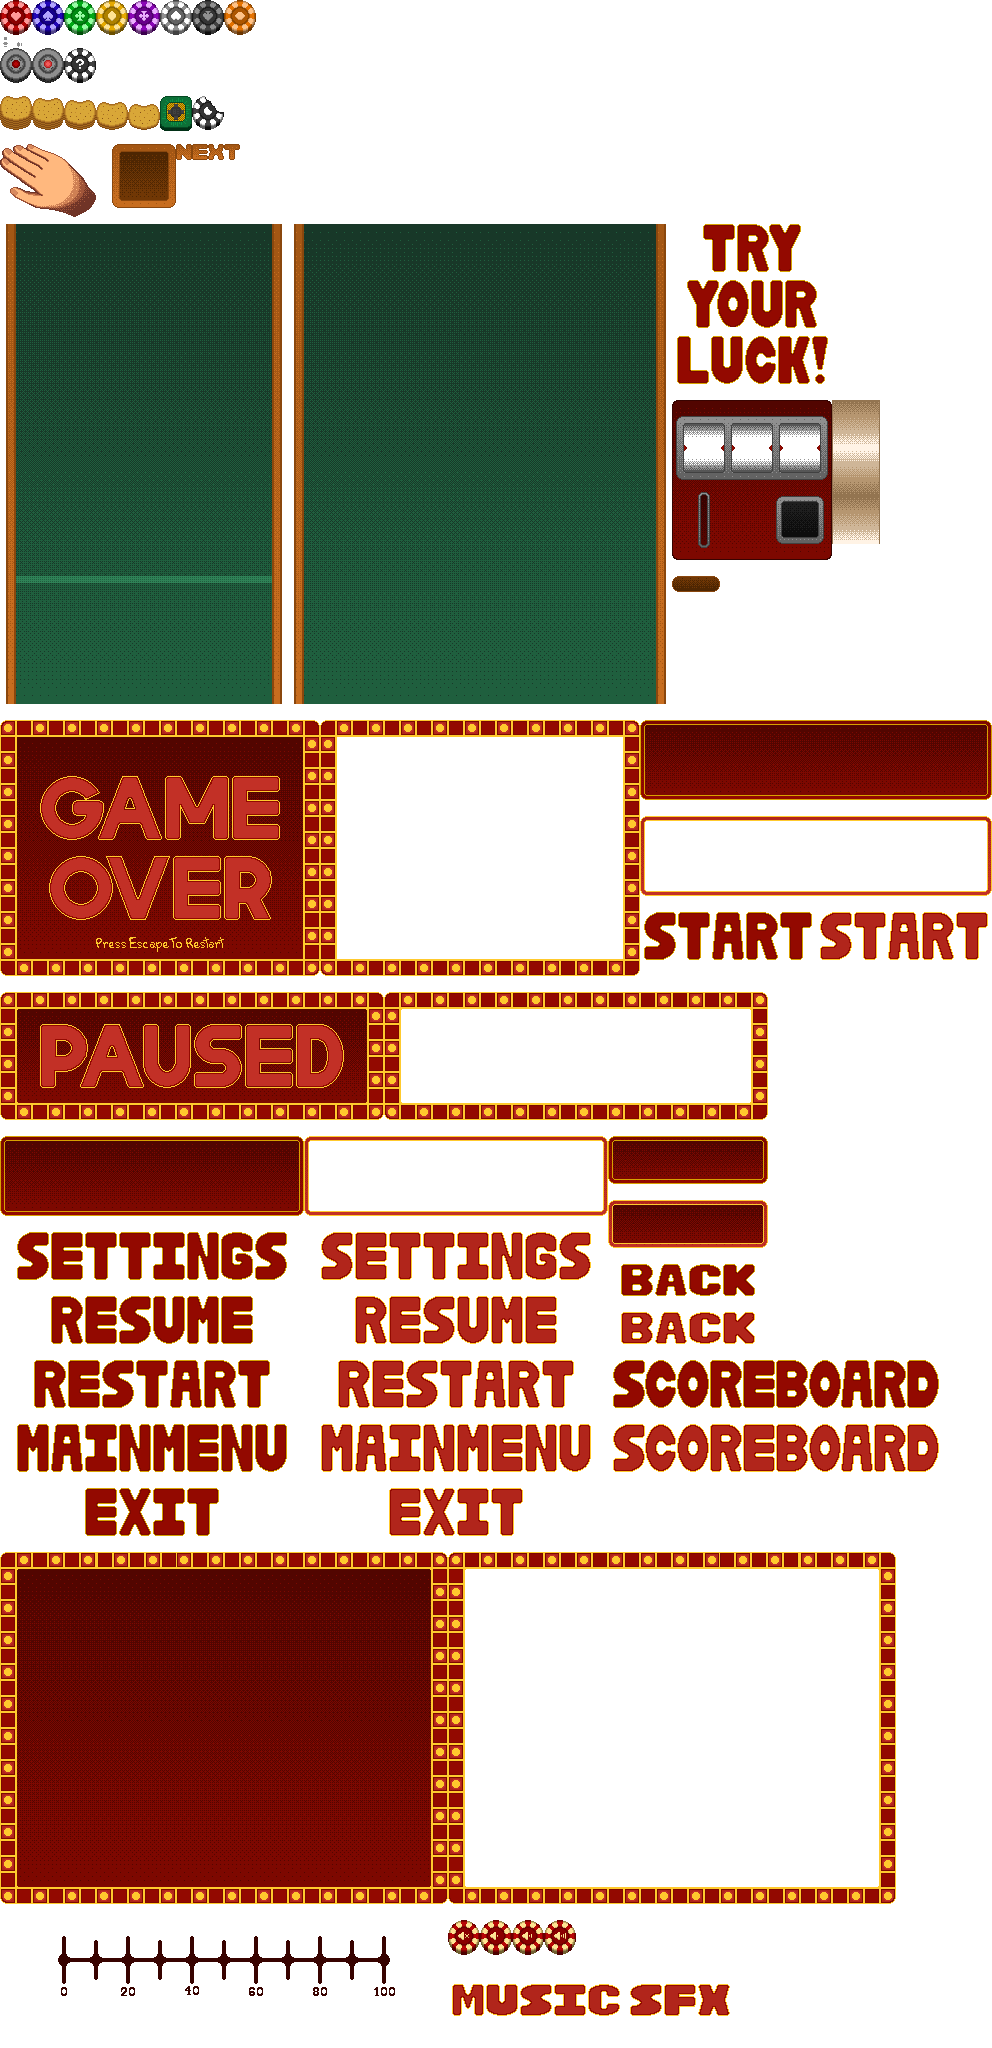 ?
NEXT
TRY
YOUR
LUCK!
GAME
OVER
Press Escape To Restart
START START
PAUSED
SETTINGS SETTINGS
RESUME RESUME
BACK
BACK
RESTART RESTART
SCOREBOARD
MAINMENU MAINMENU
SCOREBOARD
EXIT EXIT
0 20 40 60 80 100
MUSIC SFX